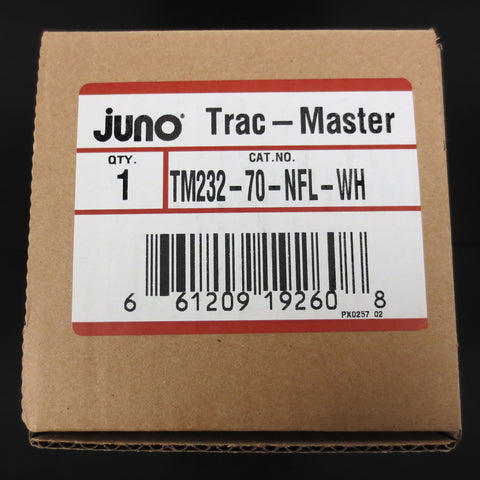 juno® Trac-Master
QTY. CAT.NO.
1 TM232-70-NFL-WH
6 61209 19260 8
PX0257 02